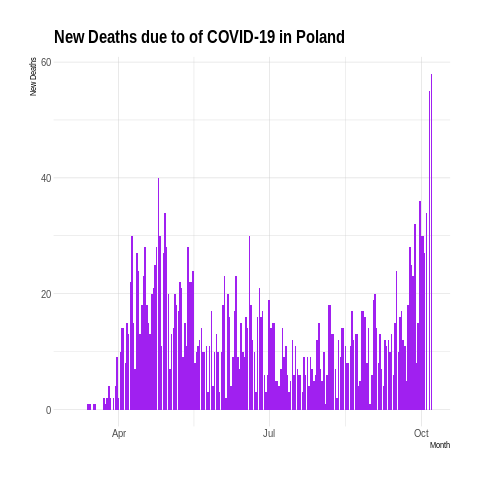 New Deaths due to of COVID-19 in Poland
New Deaths
60
40
20
0
Apr
Jul
Oct
Month